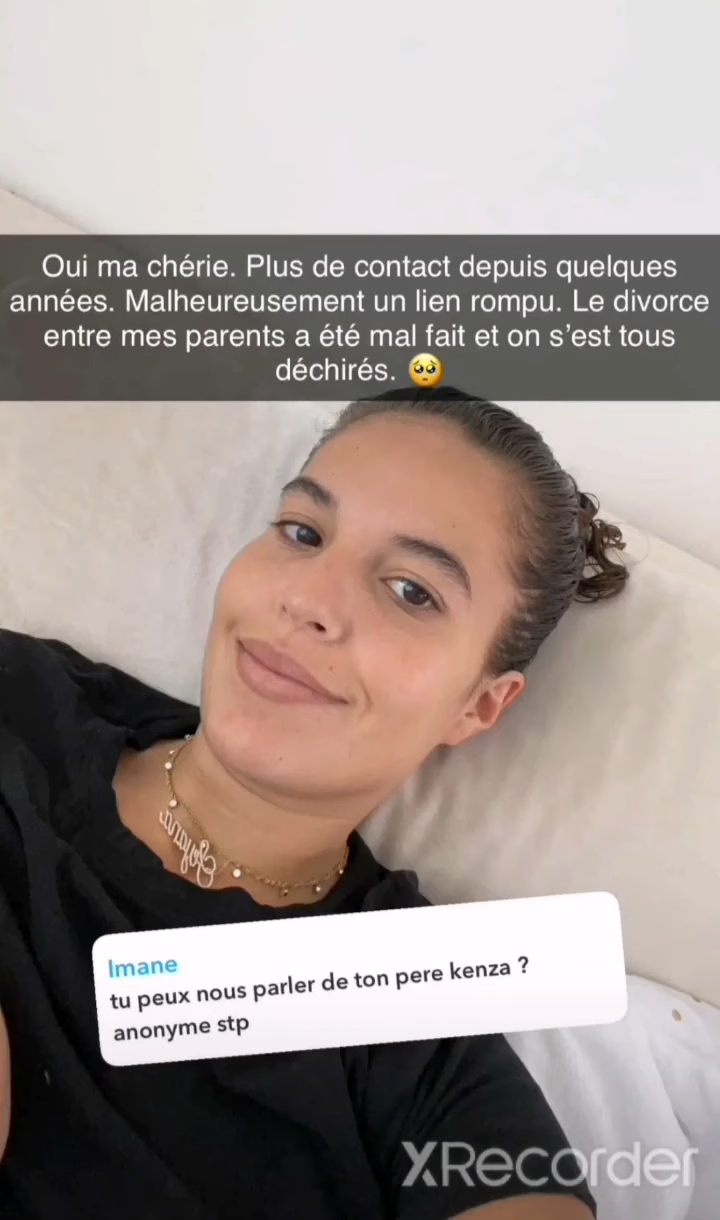 Oui ma chérie. Plus de contact depuis quelques
années. Malheureusement un lien rompu. Le divorce
entre mes parents a été mal fait et on s’est tous
déchirés. 🥺
Imane
tu peux nous parler de ton pere kenza ?
anonyme stp
XRecorder